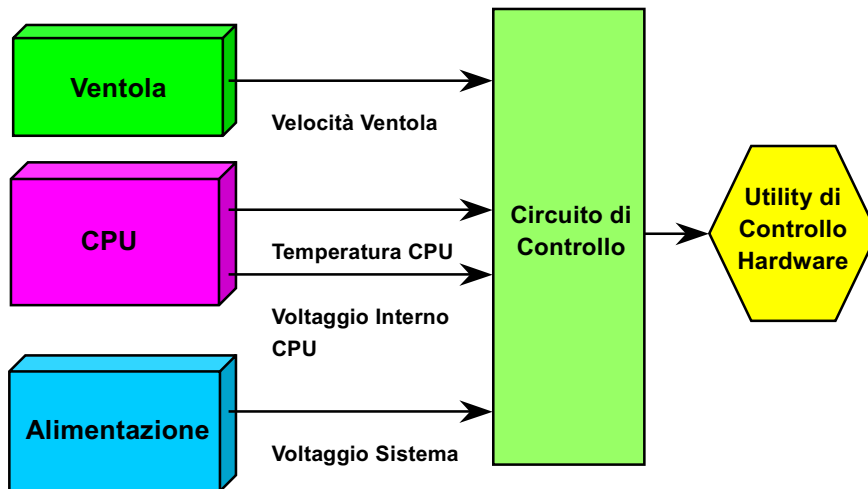 Ventola
Velocità Ventola
CPU
Temperatura CPU
Voltaggio Interno
CPU
Alimentazione
Voltaggio Sistema
Circuito di
Controllo
Utility di
Controllo
Hardware